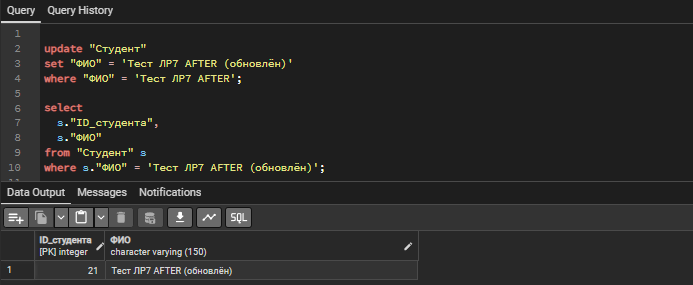 Query Query History
1
2 update "Студент"
3 set "ФИО" = 'Тест ЛР7 AFTER (обновлён)'
4 where "ФИО" = 'Тест ЛР7 AFTER';
5
6 select
7 s."ID_студента",
8 s."ФИО"
9 from "Студент" s
10 where s."ФИО" = 'Тест ЛР7 AFTER (обновлён)';
Data Output Messages Notifications
SQL
ID_студента ФИО
[PK] integer character varying (150)
1 21 Тест ЛР7 AFTER (обновлён)